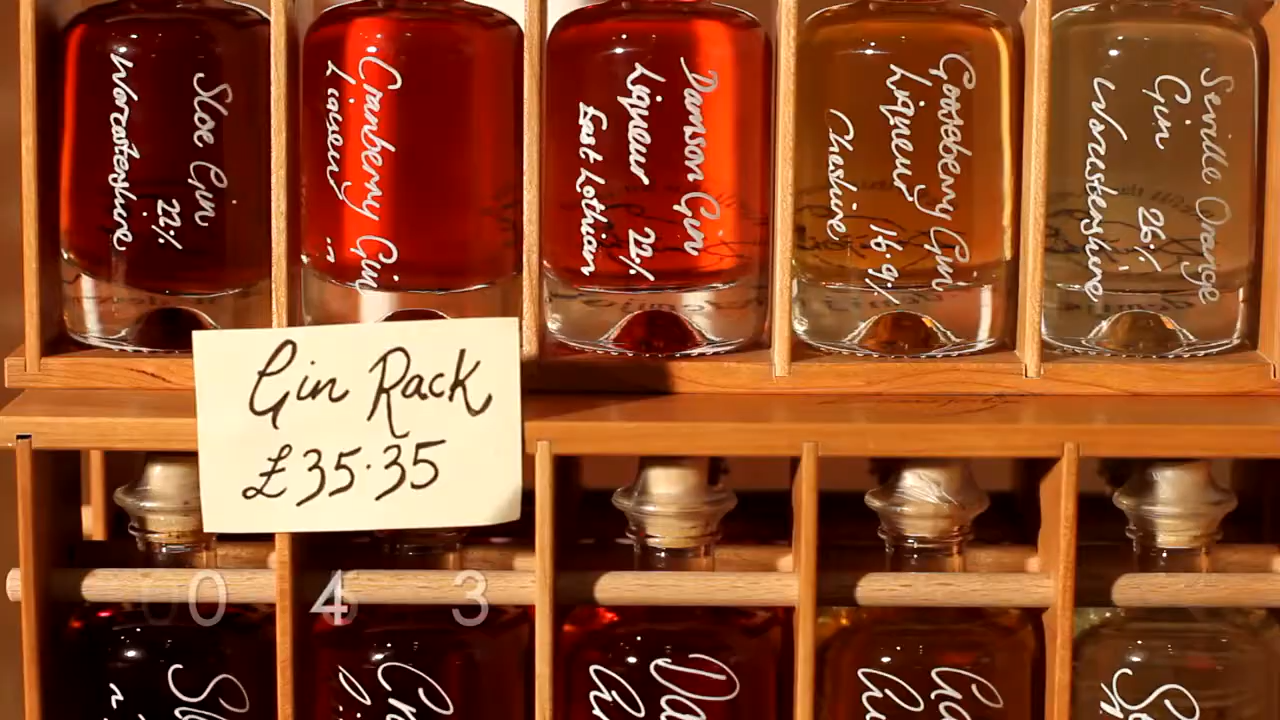 Sloe Gin
22%
Worcestershire
Cranberry Gin
Damson Gin
Liqueur 22%
East Lothian
Gooseberry Gin
Liqueur 16.9%
Cheshire
Seville Orange
Gin 26%
Worcestershire
Gin Rack
£35.35
0 4 3